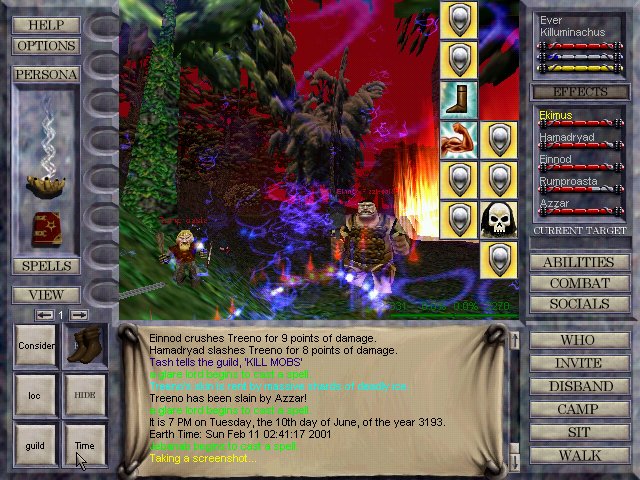 HELP
OPTIONS
PERSONA
SPELLS
VIEW
1
Consider
loc
HIDE
guild
Time
Ever
Killuminachus
EFFECTS
Ekimus
Hamadryad
Einnod
Rumproasta
Azzar
CURRENT TARGET
ABILITIES
COMBAT
SOCIALS
WHO
INVITE
DISBAND
CAMP
SIT
WALK
Einnod crushes Treeno for 9 points of damage.
Hamadryad slashes Treeno for 8 points of damage.
Tash tells the guild, 'KILL MOBS'
a glare lord begins to cast a spell.
Treeno's skin is rent by massive shards of deadly ice.
Treeno has been slain by Azzar!
a glare lord begins to cast a spell.
It is 7 PM on Tuesday, the 10th day of June, of the year 3193.
Earth Time: Sun Feb 11 02:41:17 2001
begins to cast a spell.
Taking a screenshot...